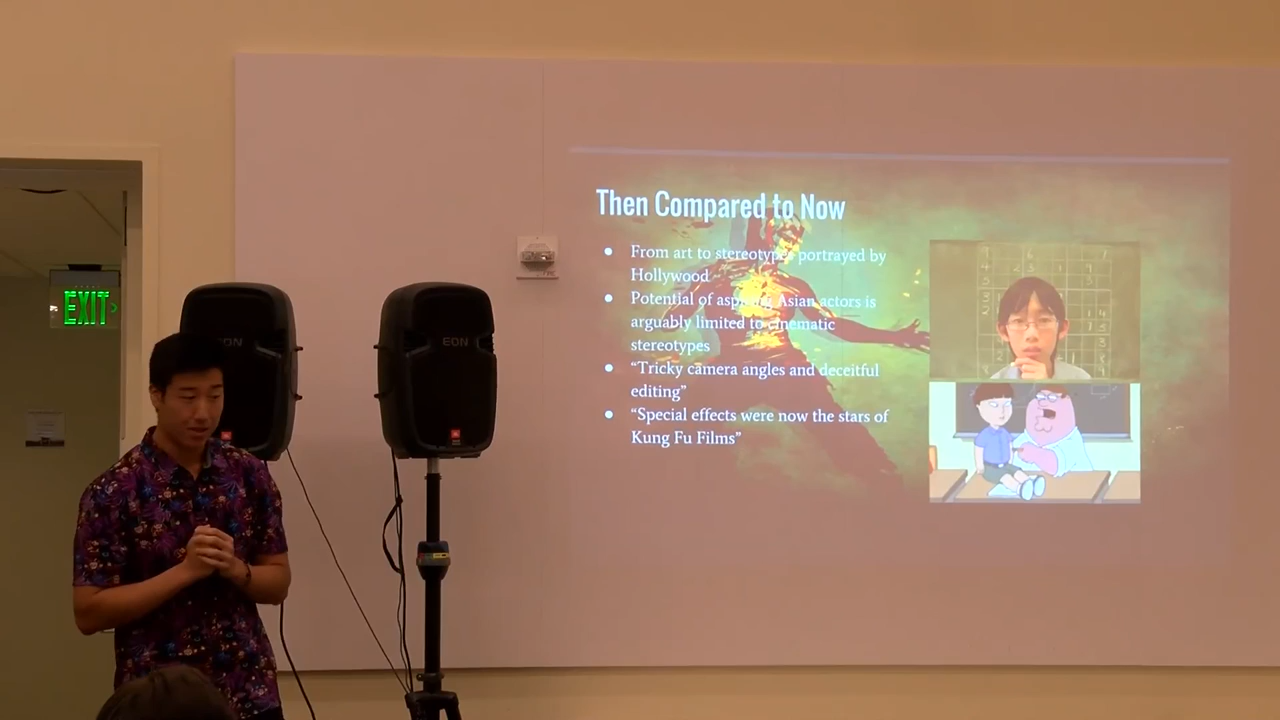 Then Compared to Now
● From art to stereotypes portrayed by
Hollywood
● Potential of aspiring Asian actors is
arguably limited to cinematic
stereotypes
● “Tricky camera angles and deceitful
editing”
● “Special effects were now the stars of
Kung Fu Films”
EXIT
EON
EON
JBL